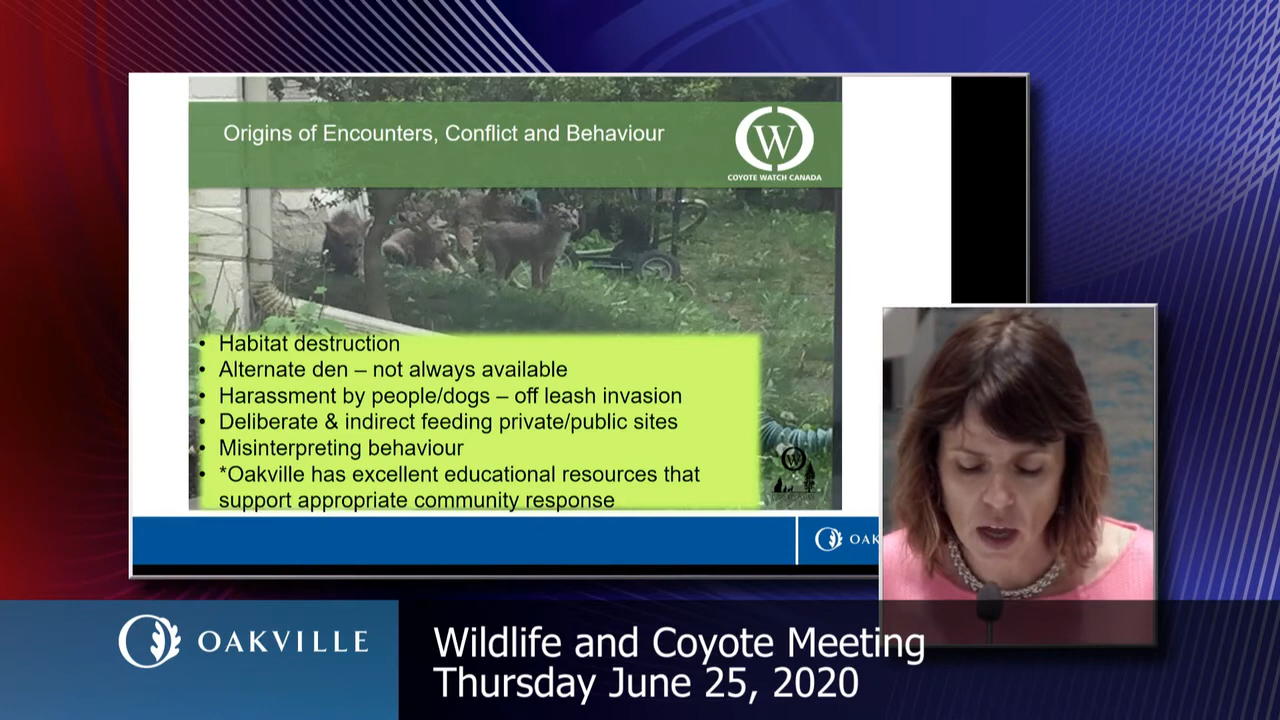 Origins of Encounters, Conflict and Behaviour
W
COYOTE WATCH CANADA
• Habitat destruction
• Alternate den – not always available
• Harassment by people/dogs – off leash invasion
• Deliberate & indirect feeding private/public sites
• Misinterpreting behaviour
• *Oakville has excellent educational resources that
support appropriate community response
W
OAK
OAKVILLE
Wildlife and Coyote Meeting
Thursday June 25, 2020